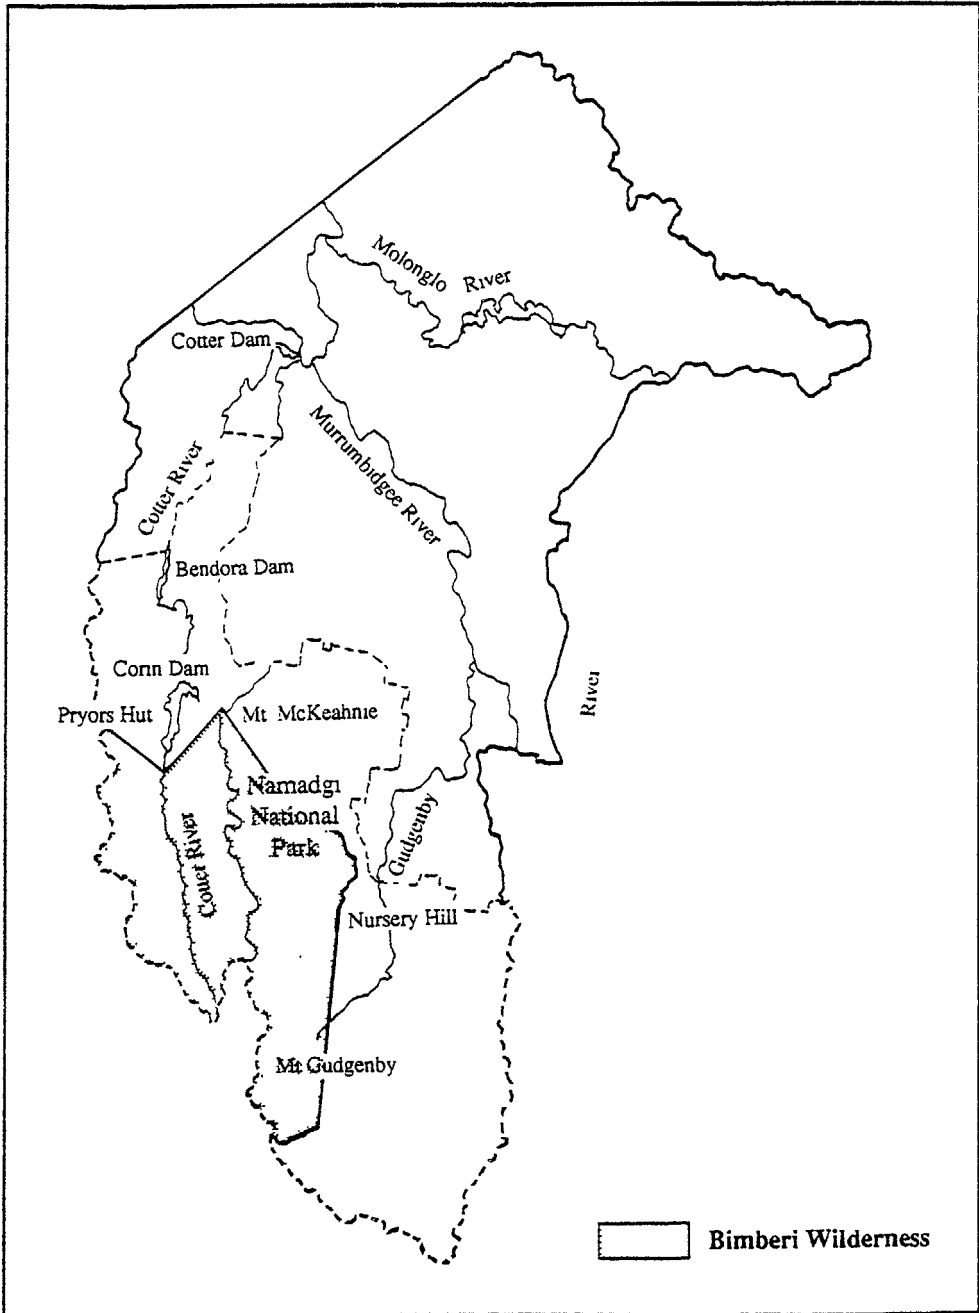 Molonglo River
Cotter Dam
Murrumbidgee River
Cotter River
Bendora Dam
Corin Dam
River
Pryors Hut
Mt McKeahnie
Namadgi
National
Park
Gudgenby
Cotter River
Nursery Hill
Mt Gudgenby
Bimberi Wilderness